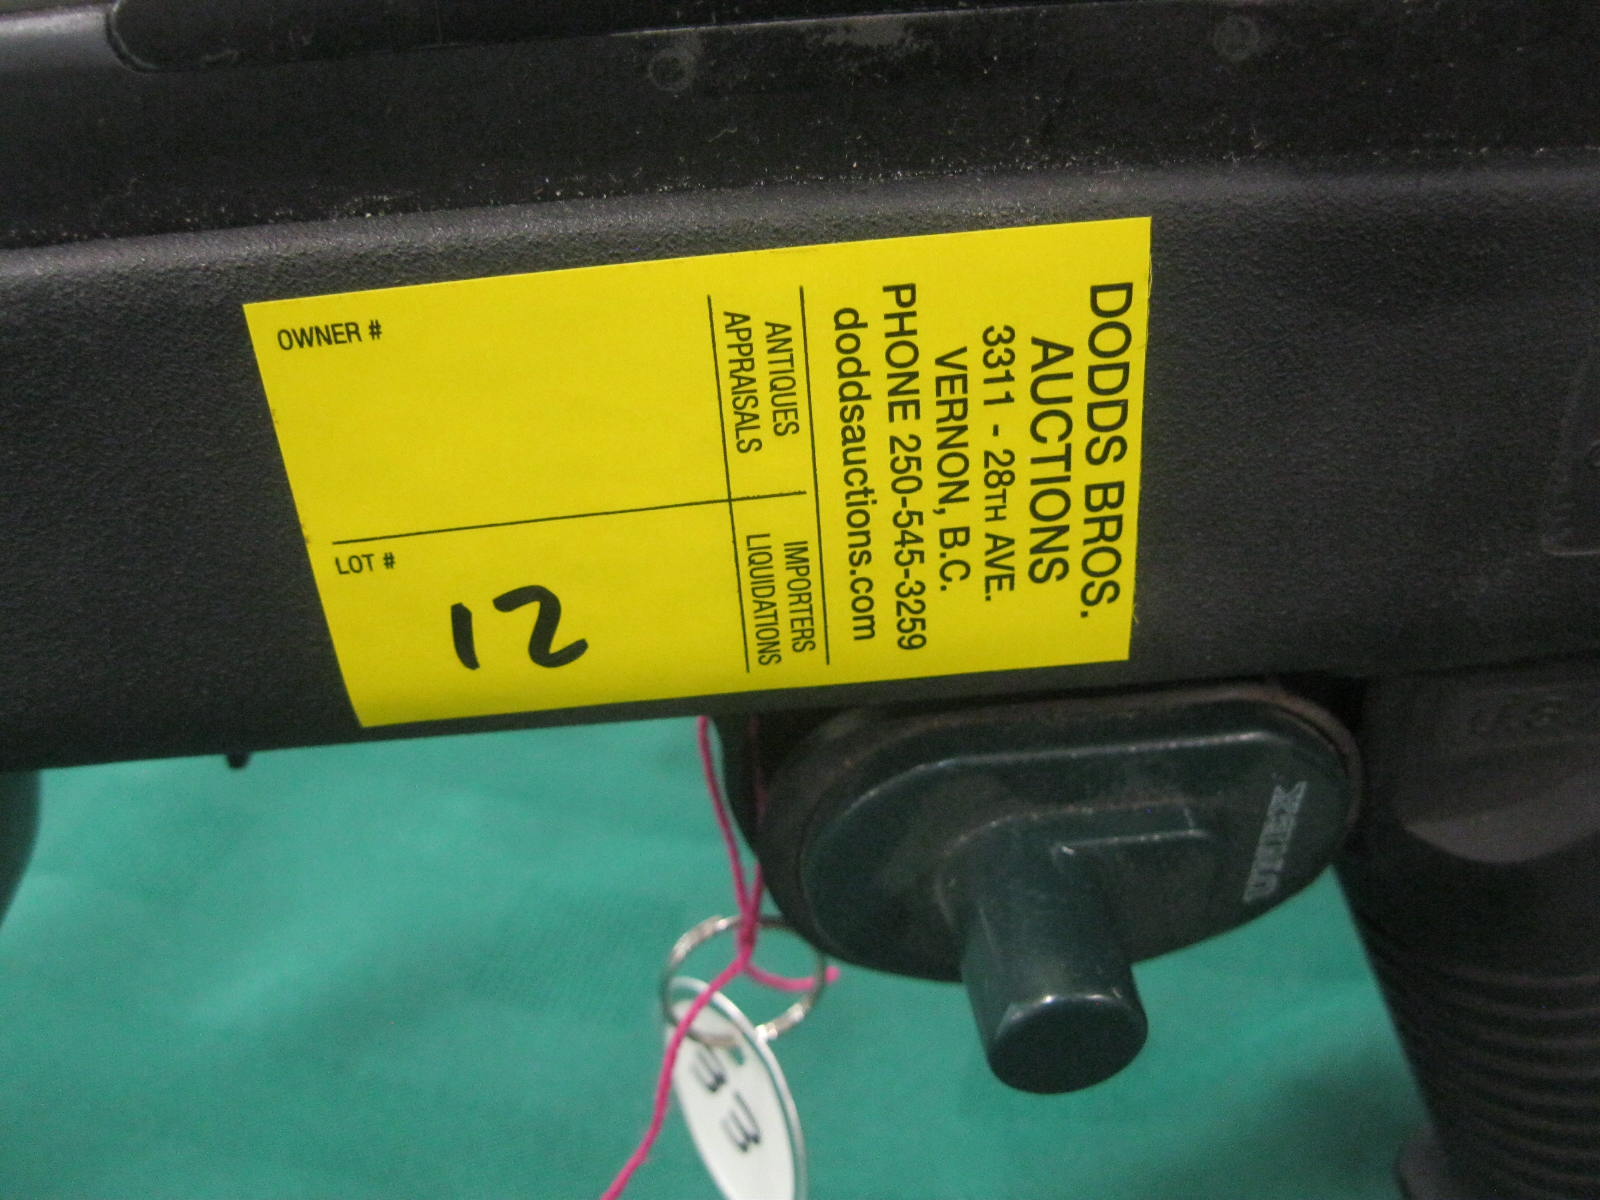 DODDS BROS.
AUCTIONS
3311 - 28TH AVE.
VERNON, B.C.
PHONE 250-545-3259
doddsauctions.com
ANTIQUES
APPRAISALS
IMPORTERS
LIQUIDATIONS
OWNER #
LOT #
12
33